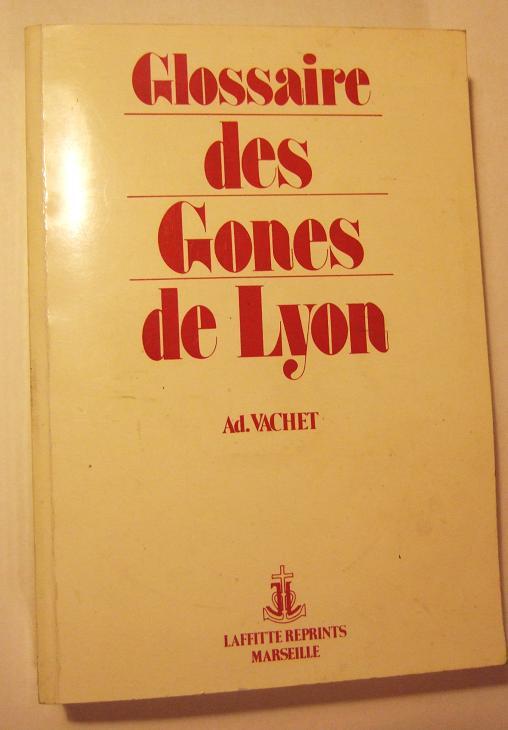 Glossaire
des
Gones
de Lyon
Ad. VACHET
LAFFITTE REPRINTS
MARSEILLE